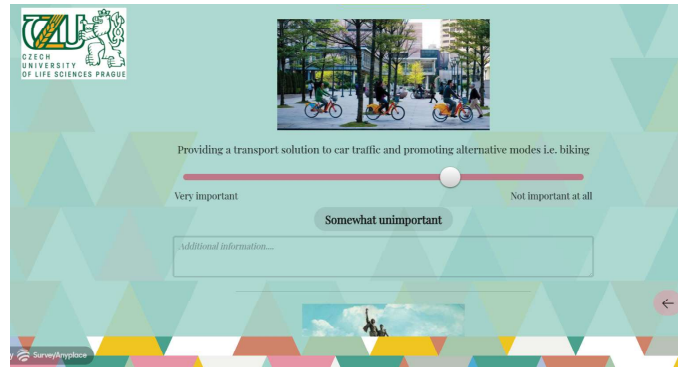 CZECH
UNIVERSITY
OF LIFE SCIENCES PRAGUE
Providing a transport solution to car traffic and promoting alternative modes i.e. biking
Very important
Not important at all
Somewhat unimportant
Additional information....
y SurveyAnyplace